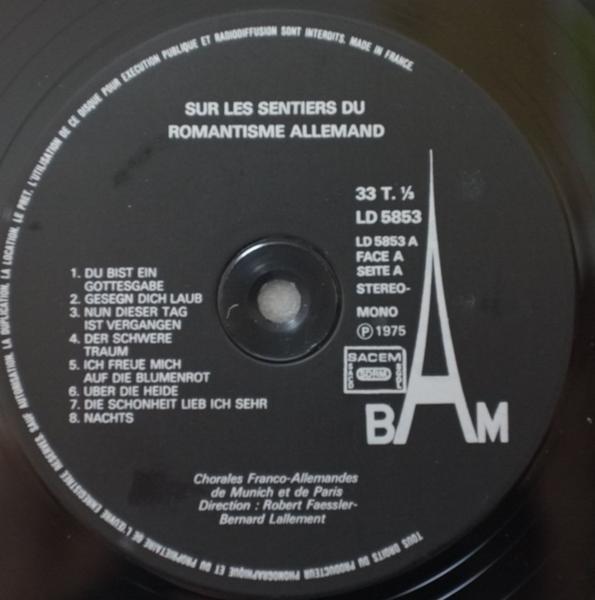 TOUS DROITS DU PRODUCTEUR PHONOGRAPHIQUE ET DU PROPRIETAIRE DE L'ŒUVRE ENREGISTREE RESERVES. SAUF AUTORISATION, LA DUPLICATION, LA LOCATION, LE PRET, L'UTILISATION DE CE DISQUE POUR EXECUTION PUBLIQUE ET RADIODIFFUSION SONT INTERDITS. MADE IN FRANCE.
SUR LES SENTIERS DU
ROMANTISME ALLEMAND
33 T. ⅓
LD 5853
LD 5853 A
FACE A
SEITE A
STEREO-
MONO
Ⓟ 1975
SACEM
SACD
SDRM
SGDL
BAM
1. DU BIST EIN
GOTTESGABE
2. GESEGN DICH LAUB
3. NUN DIESER TAG
IST VERGANGEN
4. DER SCHWERE
TRAUM
5. ICH FREUE MICH
AUF DIE BLUMENROT
6. UBER DIE HEIDE
7. DIE SCHONHEIT LIEB ICH SEHR
8. NACHTS
Chorales Franco-Allemandes
de Munich et de Paris
Direction : Robert Faessler-
Bernard Lallement